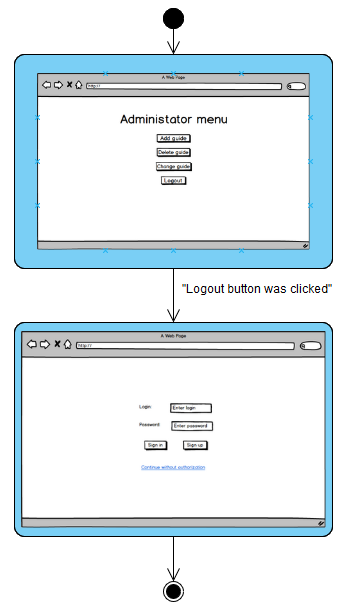 A Web Page
http://
Administator menu
Add guide
Delete guide
Change guide
Logout
"Logout button was clicked"
A Web Page
http://
Login
Enter login
Password
Enter password
Sign in
Sign up
Continue without authorization